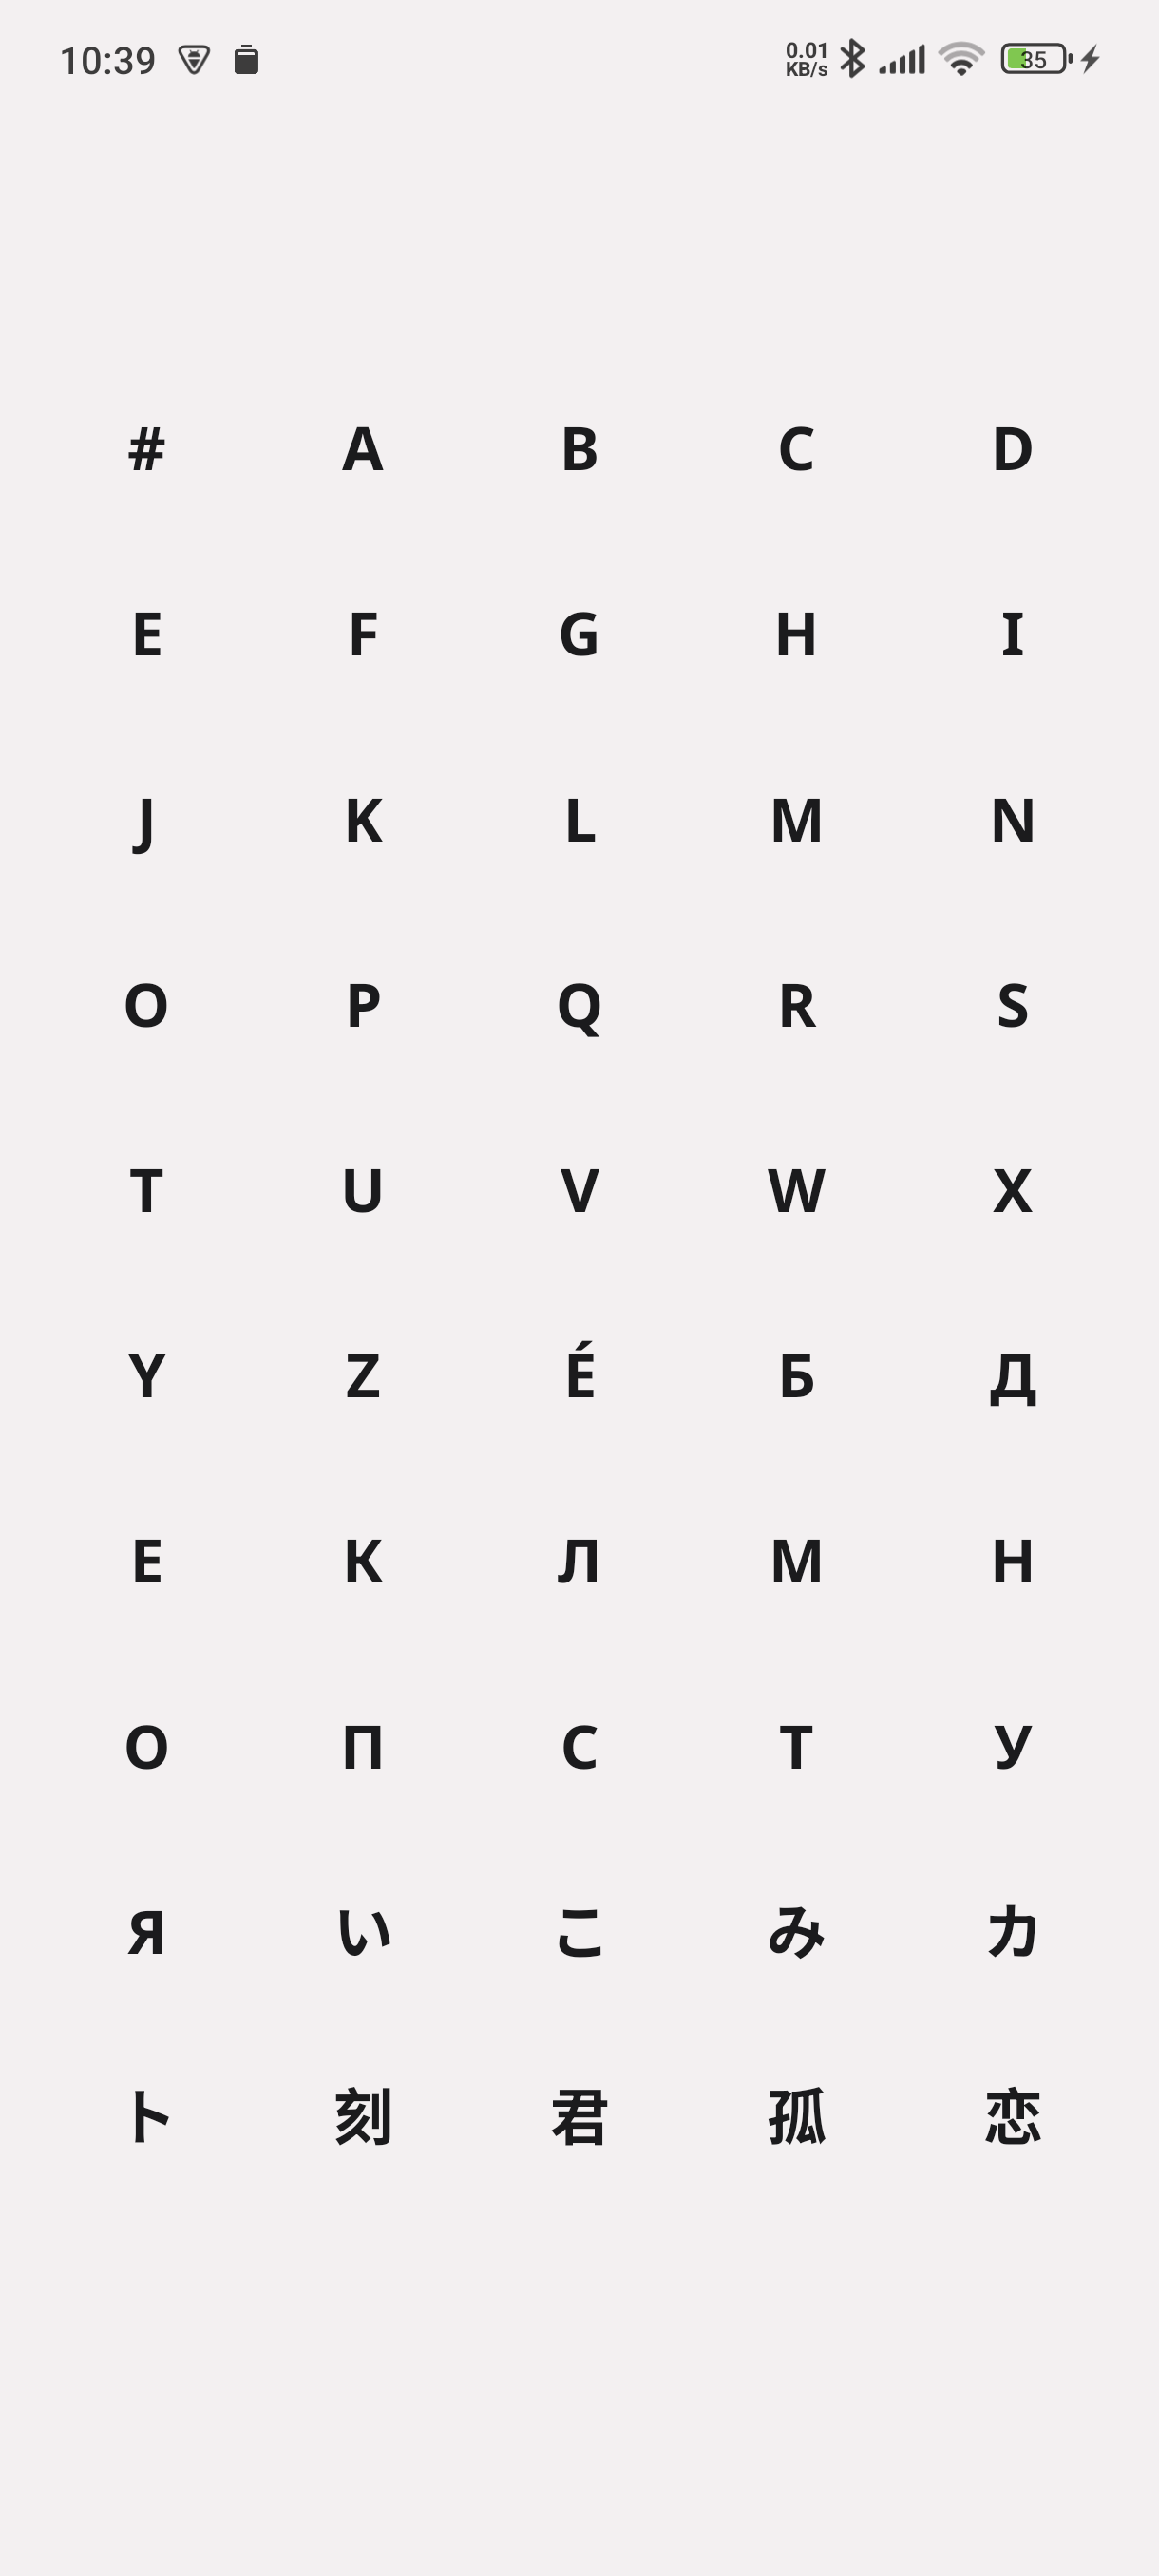 10:39 0.01 KB/s 35
# A B C D
E F G H I
J K L M N
O P Q R S
T U V W X
Y Z É Б Д
Е К Л М Н
О П С Т У
Я い こ み カ
ト 刻 君 孤 恋